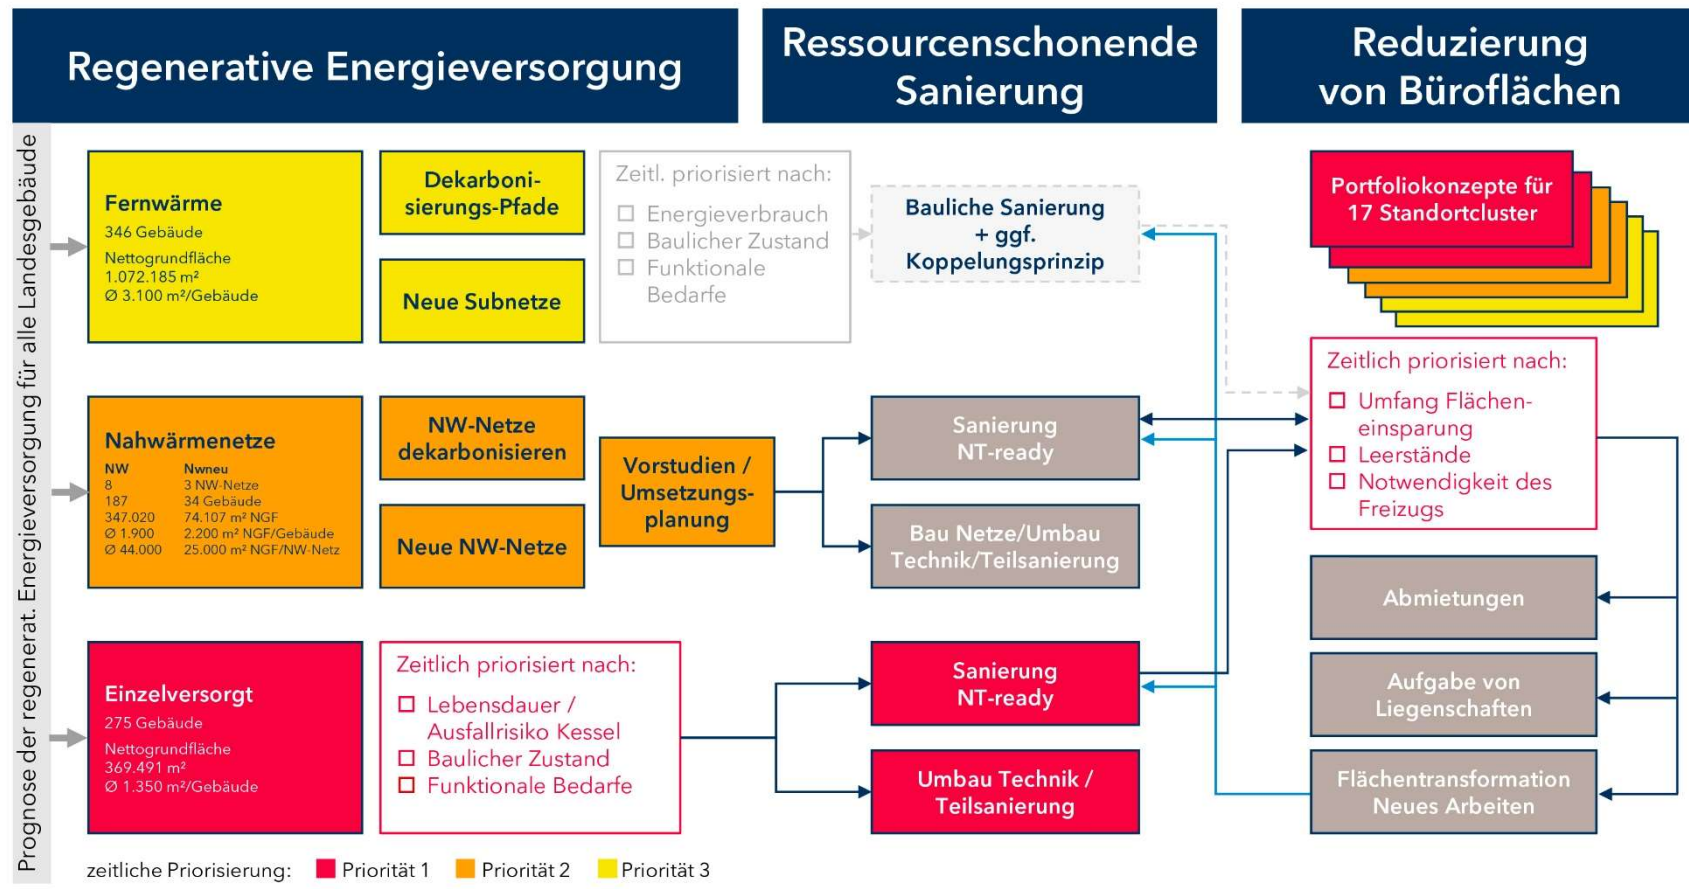 Regenerative Energieversorgung
Ressourcenschonende
Sanierung
Reduzierung
von Büroflächen
Prognose der regenerat. Energieversorgung für alle Landesgebäude
Fernwärme
346 Gebäude
Nettogrundfläche
1.072.185 m²
Ø 3.100 m²/Gebäude
Dekarboni-
sierungs-Pfade
Neue Subnetze
Zeitl. priorisiert nach:
Energieverbrauch
Baulicher Zustand
Funktionale
Bedarfe
Bauliche Sanierung
+ ggf.
Koppelungsprinzip
Portfoliokonzepte für
17 Standortcluster
Zeitlich priorisiert nach:
Umfang Flächen-
einsparung
Leerstände
Notwendigkeit des
Freizugs
Nahwärmenetze
NW Nwneu
8 3 NW-Netze
187 34 Gebäude
347.020 74.107 m² NGF
Ø 1.900 2.200 m² NGF/Gebäude
Ø 44.000 25.000 m² NGF/NW-Netz
NW-Netze
dekarbonisieren
Neue NW-Netze
Vorstudien /
Umsetzungs-
planung
Sanierung
NT-ready
Bau Netze/Umbau
Technik/Teilsanierung
Abmietungen
Aufgabe von
Liegenschaften
Flächentransformation
Neues Arbeiten
Einzelversorgt
275 Gebäude
Nettogrundfläche
369.491 m²
Ø 1.350 m²/Gebäude
Zeitlich priorisiert nach:
Lebensdauer /
Ausfallrisiko Kessel
Baulicher Zustand
Funktionale Bedarfe
Sanierung
NT-ready
Umbau Technik /
Teilsanierung
zeitliche Priorisierung: Priorität 1 Priorität 2 Priorität 3